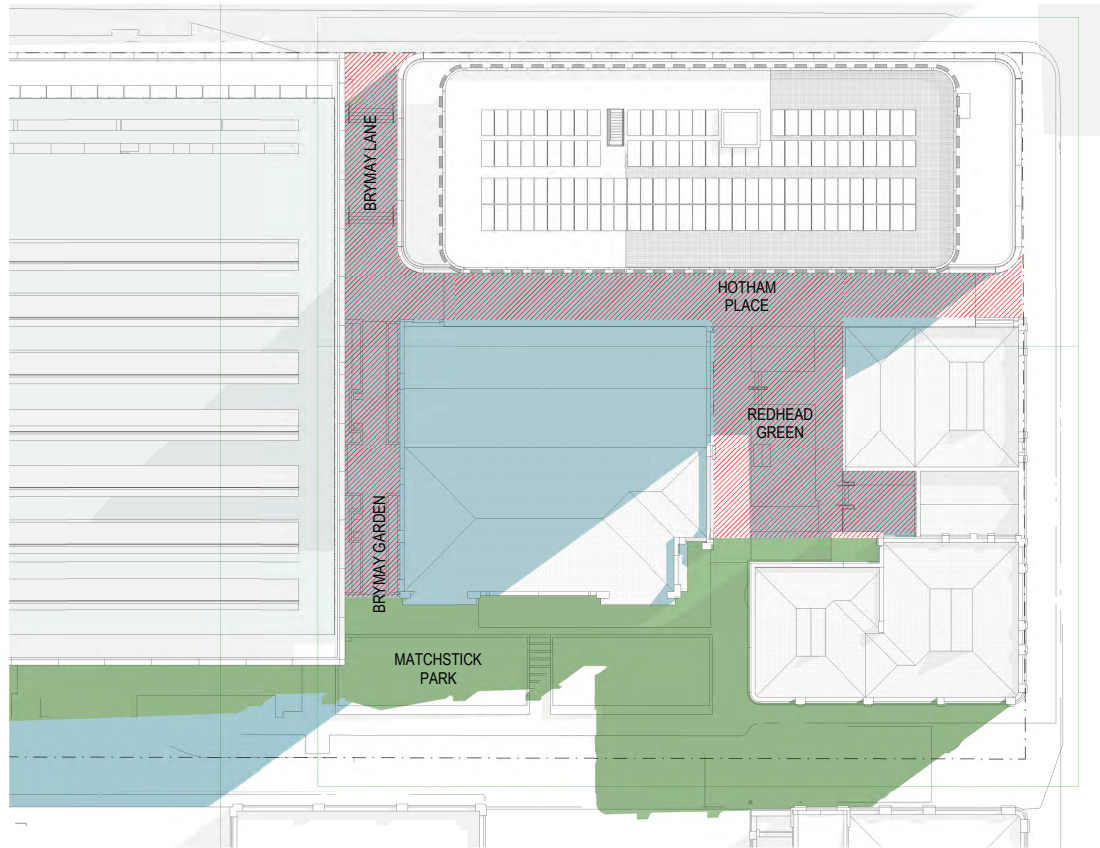 BRYMAY LANE
HOTHAM
PLACE
REDHEAD
GREEN
BRYMAY GARDEN
MATCHSTICK
PARK